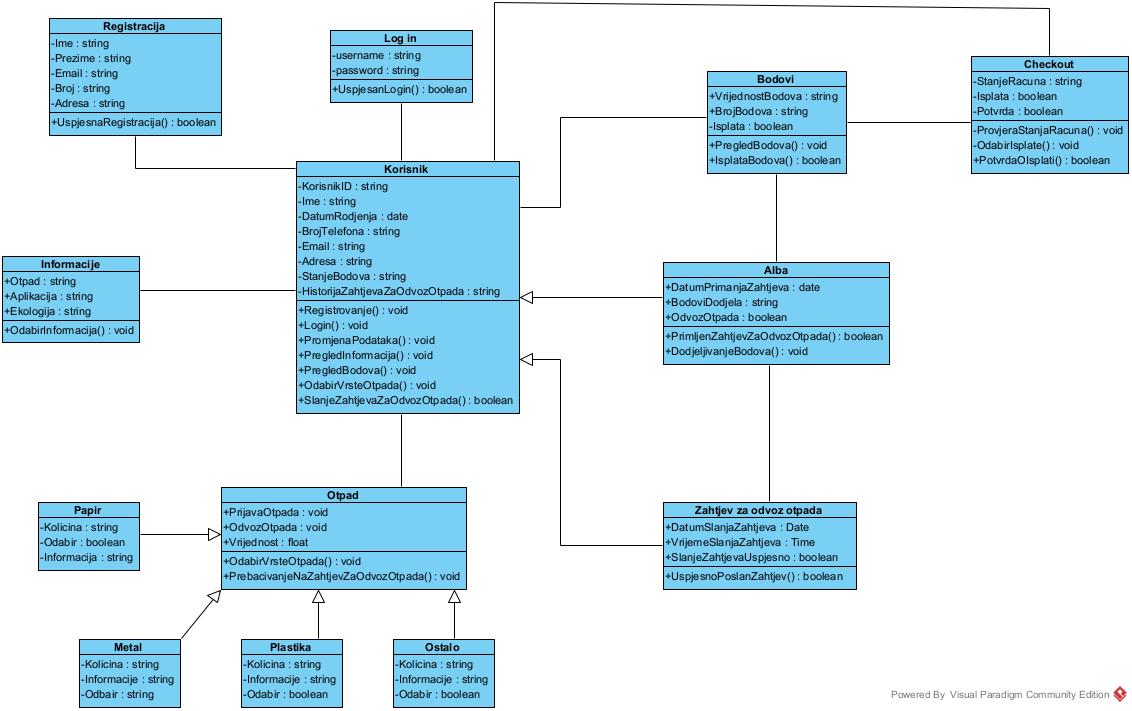 Registracija
-Ime : string
-Prezime : string
-Email : string
-Broj : string
-Adresa : string
+UspjesnaRegistracija() : boolean
Log in
-username : string
-password : string
+UspjesanLogin() : boolean
Bodovi
+VrijednostBodova : string
+BrojBodova : string
-Isplata : boolean
+PregledBodova() : void
+IsplataBodova() : boolean
Checkout
-StanjeRacuna : string
-Isplata : boolean
-Potvrda : boolean
-ProvjeraStanjaRacuna() : void
-OdabirIsplate() : void
+PotvrdaOIsplati() : boolean
Korisnik
-KorisnikID : string
-Ime : string
-DatumRodjenja : date
-BrojTelefona : string
-Email : string
-Adresa : string
-StanjeBodova : string
-HistorijaZahtjevaZaOdvozOtpada : string
+Registrovanje() : void
+Login() : void
+PromjenaPodataka() : void
+PregledInformacija() : void
+PregledBodova() : void
+OdabirVrsteOtpada() : void
+SlanjeZahtjevaZaOdvozOtpada() : boolean
Informacije
+Otpad : string
+Aplikacija : string
+Ekologija : string
+OdabirInformacija() : void
Alba
+DatumPrimanjaZahtjeva : date
+BodoviDodjela : string
+OdvozOtpada : boolean
+PrimljenZahtjevZaOdvozOtpada() : boolean
+DodjeljivanjeBodova() : void
Otpad
+PrijavaOtpada : void
+OdvozOtpada : void
+Vrijednost : float
+OdabirVrsteOtpada() : void
+PrebacivanjeNaZahtjevZaOdvozOtpada() : void
Papir
-Kolicina : string
-Odabir : boolean
-Informacija : string
Zahtjev za odvoz otpada
+DatumSlanjaZahtjeva : Date
+VrijemeSlanjaZahtjeva : Time
+SlanjeZahtjevaUspjesno : boolean
+UspjesnoPoslanZahtjev() : boolean
Metal
-Kolicina : string
-Informacije : string
-Odbair : string
Plastika
-Kolicina : string
-Informacije : string
-Odabir : boolean
Ostalo
-Kolicina : string
-Informacije : string
-Odabir : boolean
Powered By Visual Paradigm Community Edition